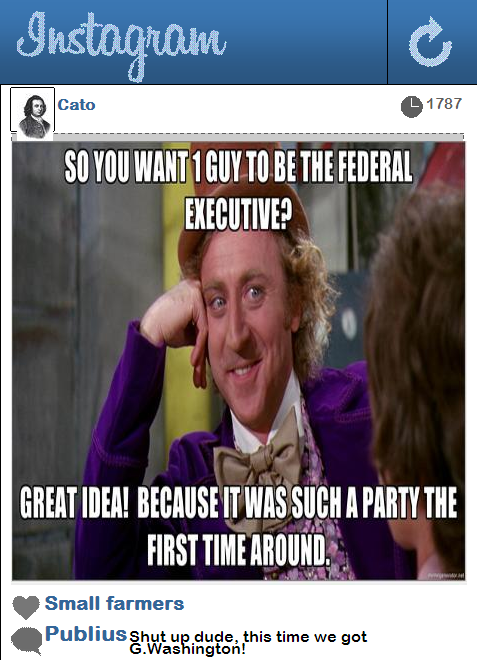 Instagram
Cato
1787
SO YOU WANT 1 GUY TO BE THE FEDERAL
EXECUTIVE?
GREAT IDEA! BECAUSE IT WAS SUCH A PARTY THE
FIRST TIME AROUND.
Small farmers
Publius Shut up dude, this time we got
G.Washington!